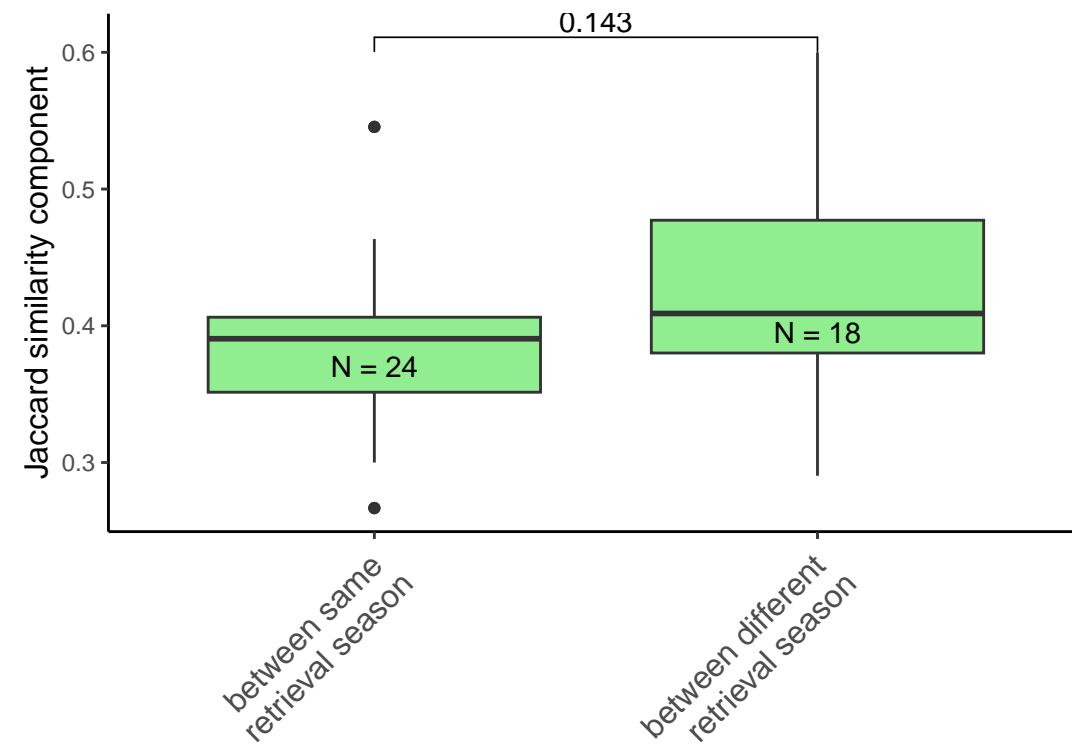 0.143
Jaccard similarity component
0.6
0.5
0.4
0.3
N = 24
N = 18
between same
retrieval season
between different
retrieval season